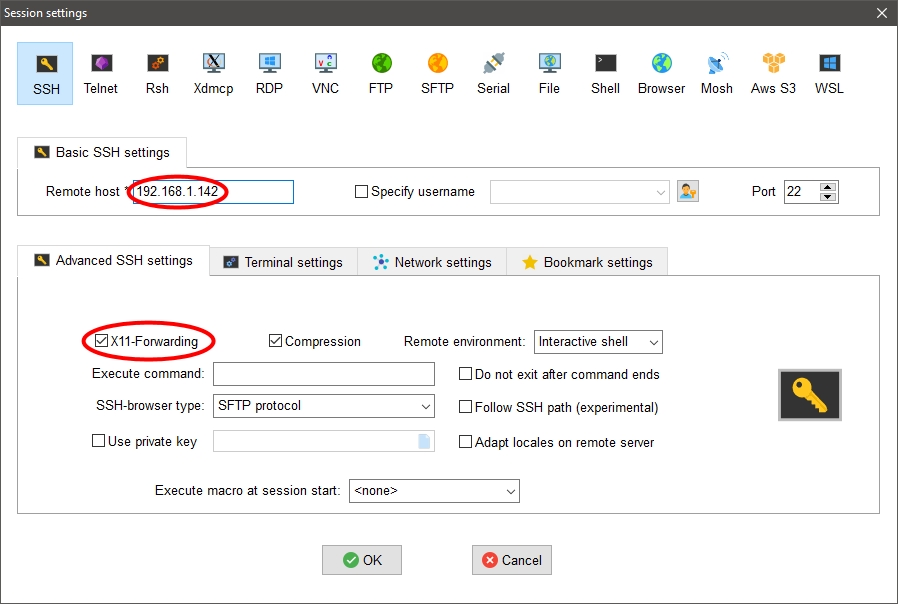 Session settings
SSH Telnet Rsh Xdmcp RDP VNC FTP SFTP Serial File Shell Browser Mosh Aws S3 WSL
Basic SSH settings
Remote host * 192.168.1.142 Specify username Port 22
Advanced SSH settings Terminal settings Network settings Bookmark settings
X11-Forwarding Compression Remote environment: Interactive shell
Execute command: Do not exit after command ends
SSH-browser type: SFTP protocol Follow SSH path (experimental)
Use private key Adapt locales on remote server
Execute macro at session start: <none>
OK Cancel